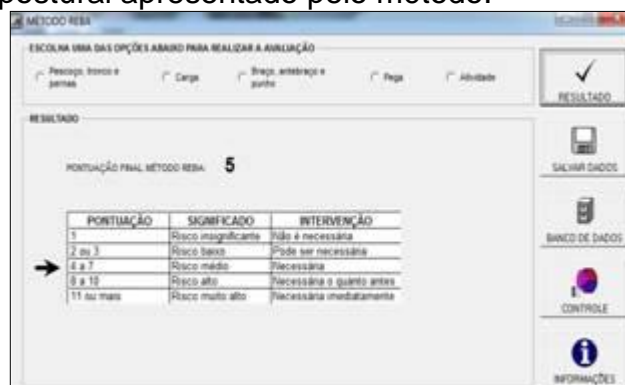 postural apresentado pelo método.
MÉTODO REBA
ESCOLHA UMA DAS OPÇÕES ABAIXO PARA REALIZAR A AVALIAÇÃO
Pescoço, tronco e pernas
Carga
Braço, antebraço e punho
Pega
Atividade
RESULTADO
RESULTADO
PONTUAÇÃO FINAL MÉTODO REBA: 5
SALVAR DADOS
PONTUAÇÃO SIGNIFICADO INTERVENÇÃO
1 Risco insignificante Não é necessária
2 ou 3 Risco baixo Pode ser necessária
4 a 7 Risco médio Necessária
8 a 10 Risco alto Necessária o quanto antes
11 ou mais Risco muito alto Necessária imediatamente
BANCO DE DADOS
CONTROLE
INFORMAÇÕES